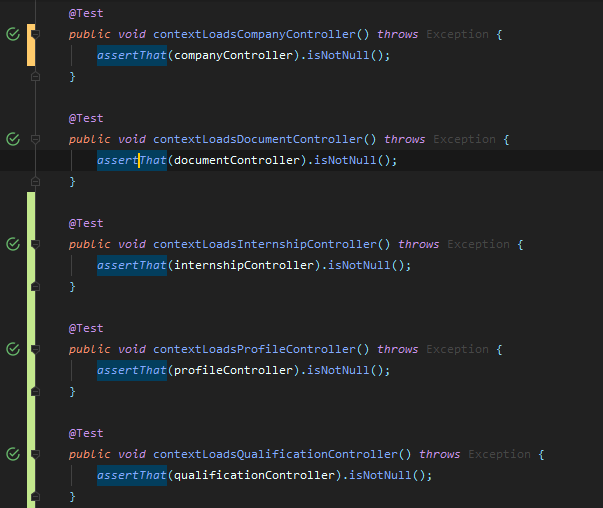 @Test
public void contextLoadsCompanyController() throws Exception {
assertThat(companyController).isNotNull();
}
@Test
public void contextLoadsDocumentController() throws Exception {
assertThat(documentController).isNotNull();
}
@Test
public void contextLoadsInternshipController() throws Exception {
assertThat(internshipController).isNotNull();
}
@Test
public void contextLoadsProfileController() throws Exception {
assertThat(profileController).isNotNull();
}
@Test
public void contextLoadsQualificationController() throws Exception {
assertThat(qualificationController).isNotNull();
}